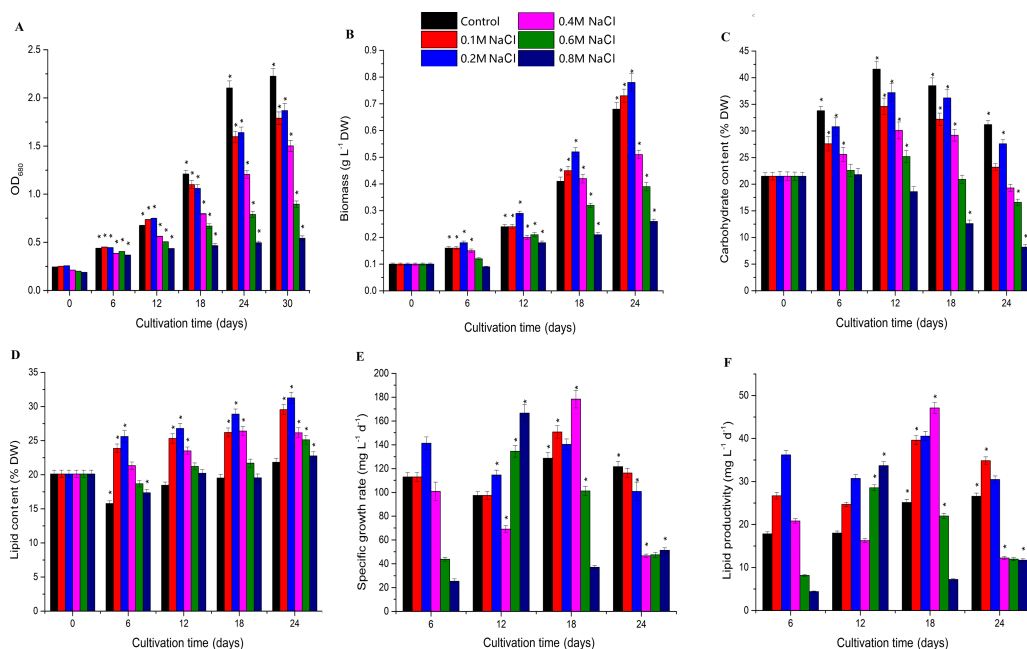 Control
0.1M NaCl
0.2M NaCl
0.4M NaCl
0.6M NaCl
0.8M NaCl
A
OD680
2.5
2.0
1.5
1.0
0.5
0.0
0 6 12 18 24 30
Cultivation time (days)
B
Biomass (g L-1 DW)
0.9
0.8
0.7
0.6
0.5
0.4
0.3
0.2
0.1
0.0
0 6 12 18 24
Cultivation time (days)
C
Carbohydrate content (% DW)
45
40
35
30
25
20
15
10
5
0
0 6 12 18 24
Cultivation time (days)
D
Lipid content (% DW)
35
30
25
20
15
10
5
0
0 6 12 18 24
Cultivation time (days)
E
Specific growth rate (mg L-1 d-1)
200
180
160
140
120
100
80
60
40
20
0
6 12 18 24
Cultivation time (days)
F
Lipid productivity (mg L-1 d-1)
50
40
30
20
10
0
6 12 18 24
Cultivation time (days)